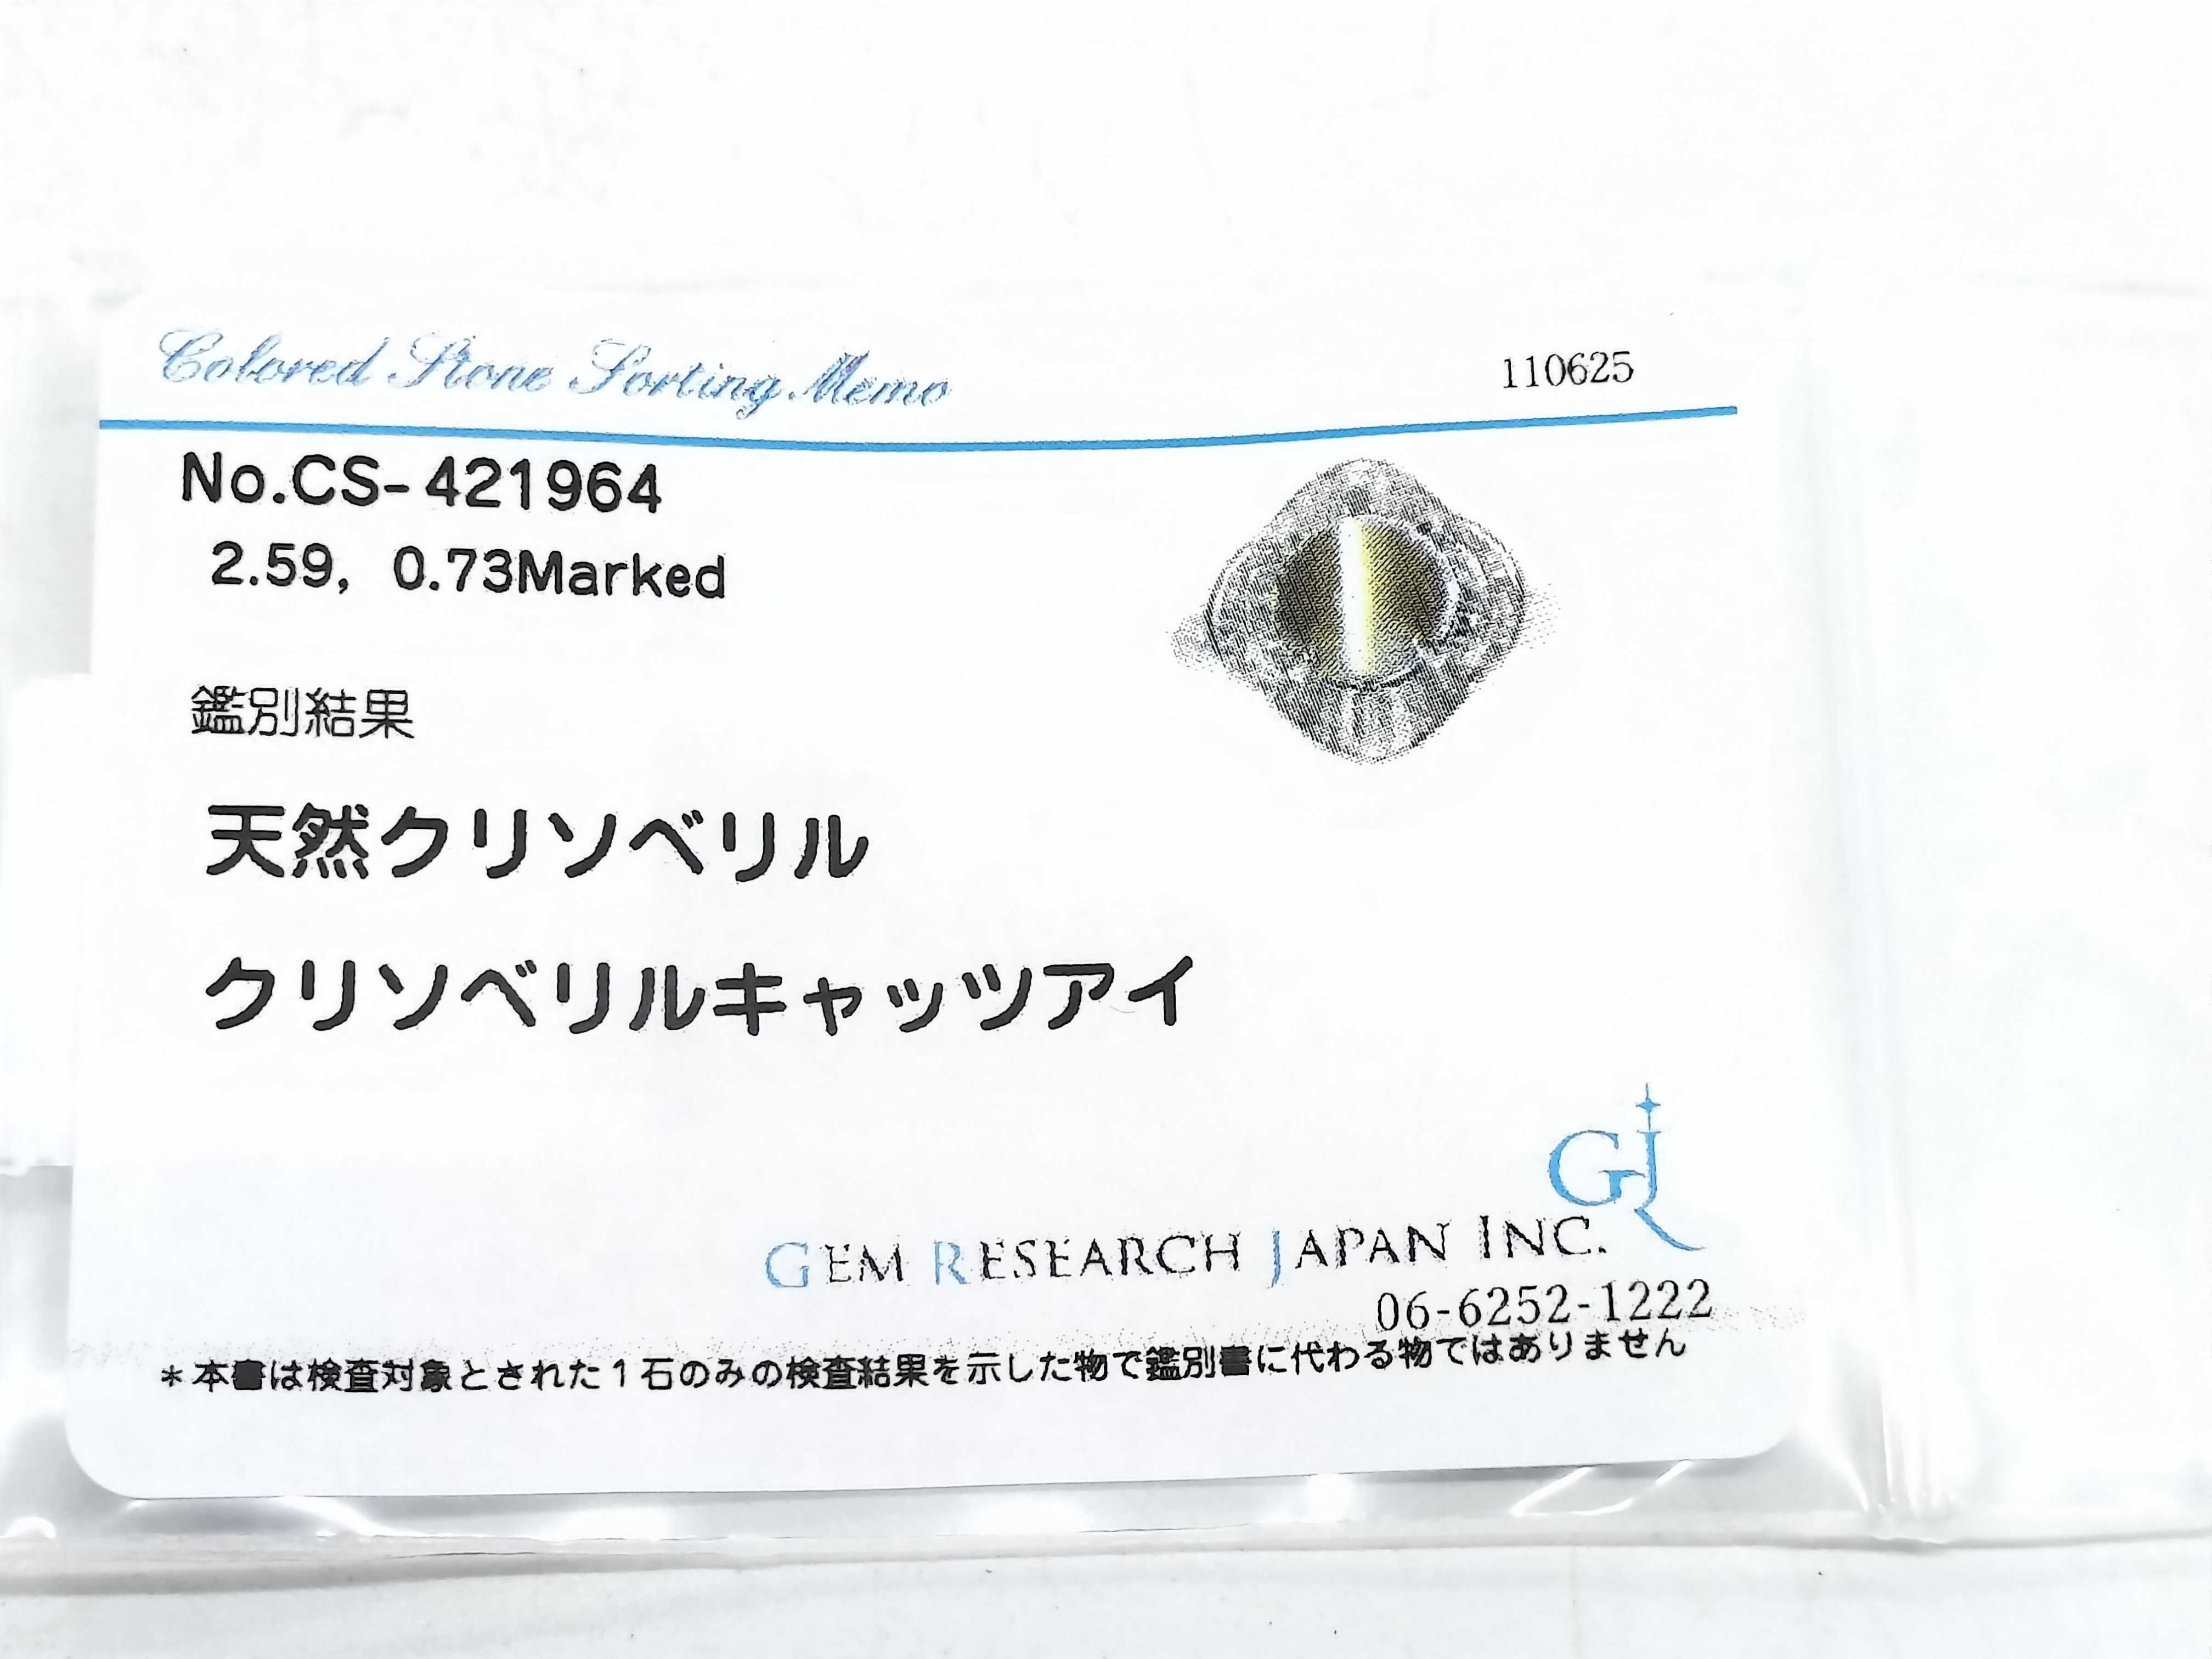 Colored Stone Sorting Memo
110625
No.CS-421964
2.59, 0.73Marked
鑑別結果
天然クリソベリル
クリソベリルキャッツアイ
GJR
GEM RESEARCH JAPAN INC.
06-6252-1222
*本書は検査対象とされた1石のみの検査結果を示した物で鑑別書に代わる物ではありません